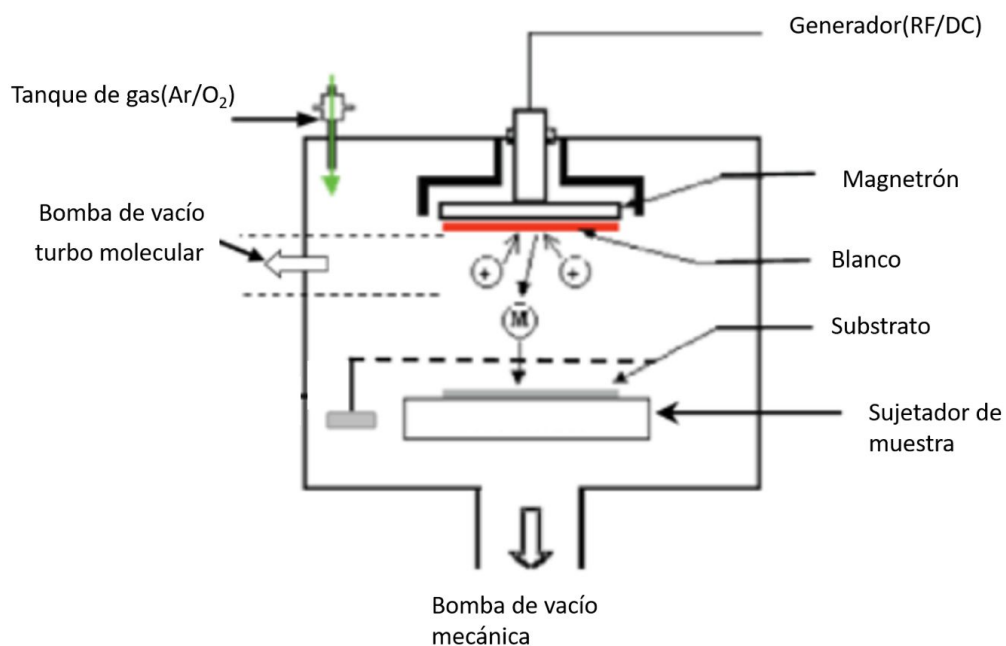 Generador(RF/DC)
Tanque de gas(Ar/O₂)
Magnetrón
Bomba de vacío
turbo molecular
Blanco
+
+
M
Substrato
Sujetador de
muestra
Bomba de vacío
mecánica